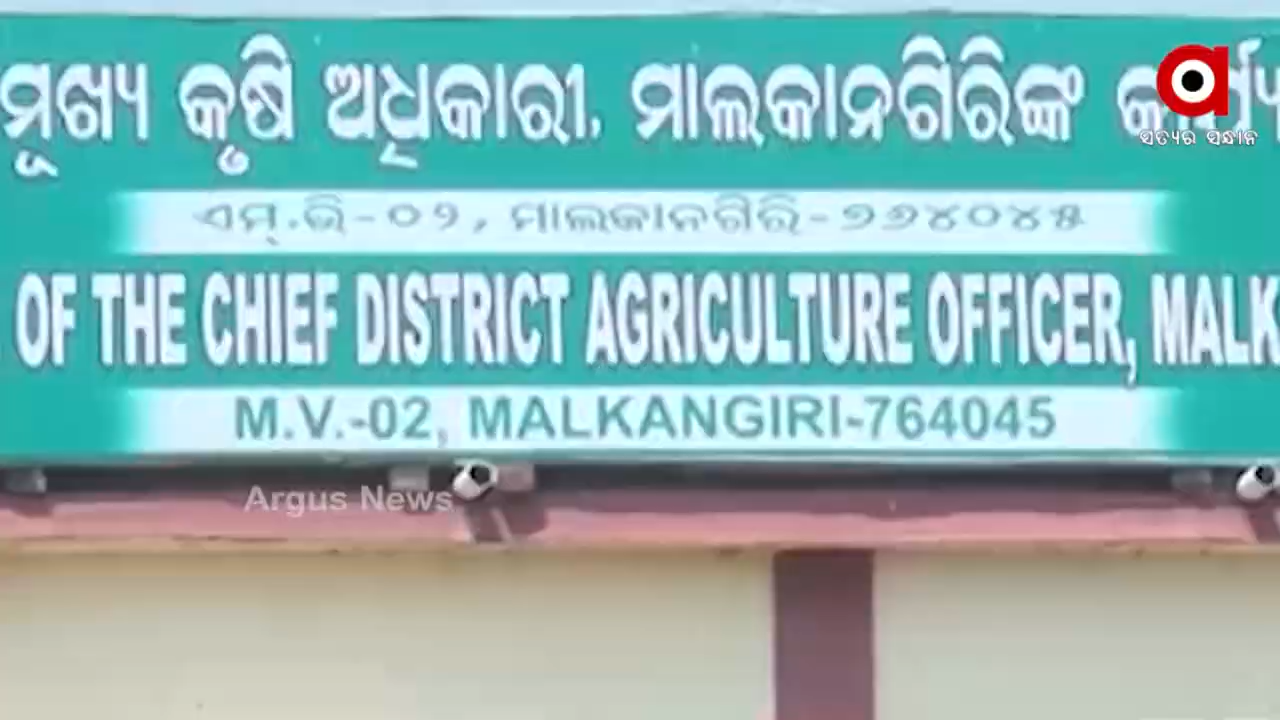 ମୁଖ୍ୟ କୃଷି ଅଧିକାରୀ, ମାଲକାନଗିରିଙ୍କ
ସତ୍ୟର ସନ୍ଧାନ
ଏମ୍.ଭି-୦୨, ମାଲକାନଗିରି-୭୬୪୦୪୫
OF THE CHIEF DISTRICT AGRICULTURE OFFICER, MALK
M.V.-02, MALKANGIRI-764045
Argus News